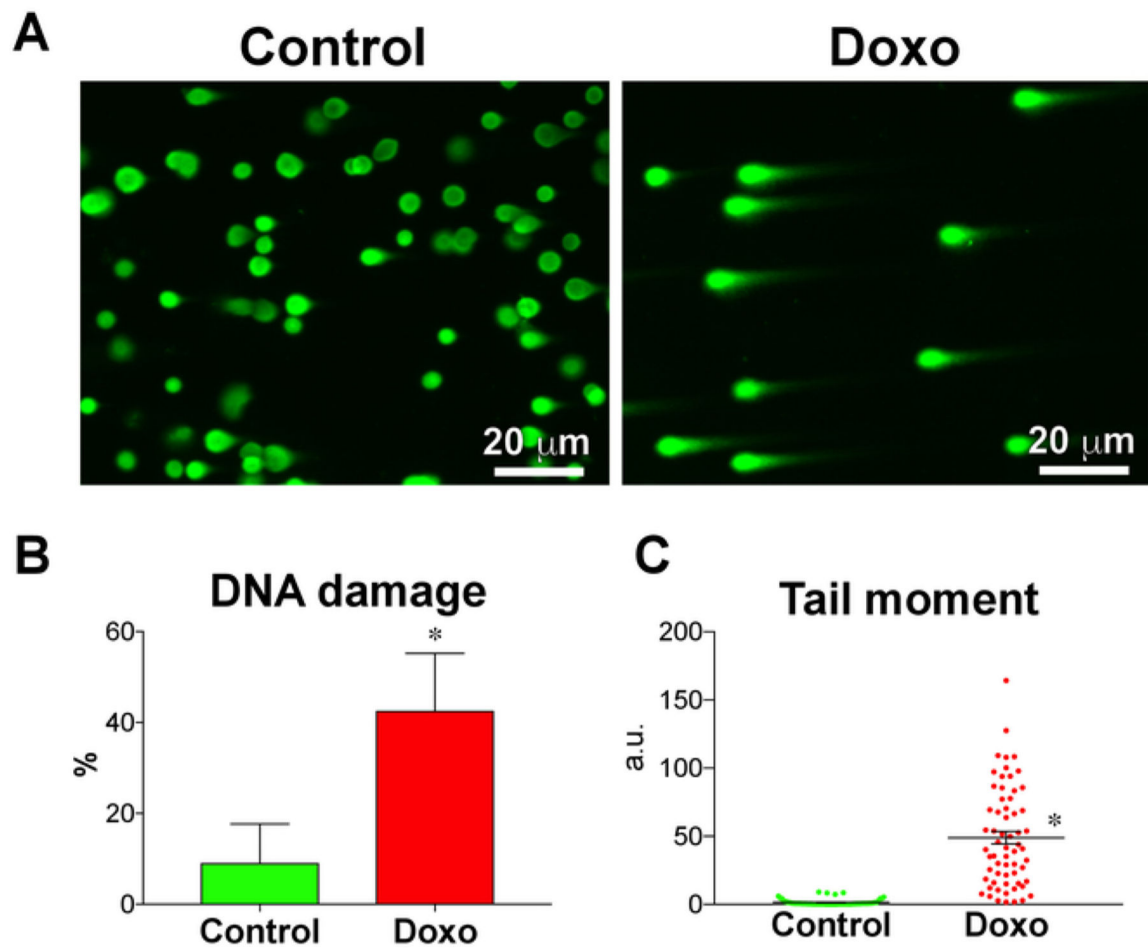 A
Control
Doxo
20 μm
20 μm
B
DNA damage
60
40
20
0
%
*
Control
Doxo
C
Tail moment
200
150
100
50
0
a.u.
*
Control
Doxo